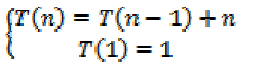 T(n) = T(n − 1) + n
T(1) = 1